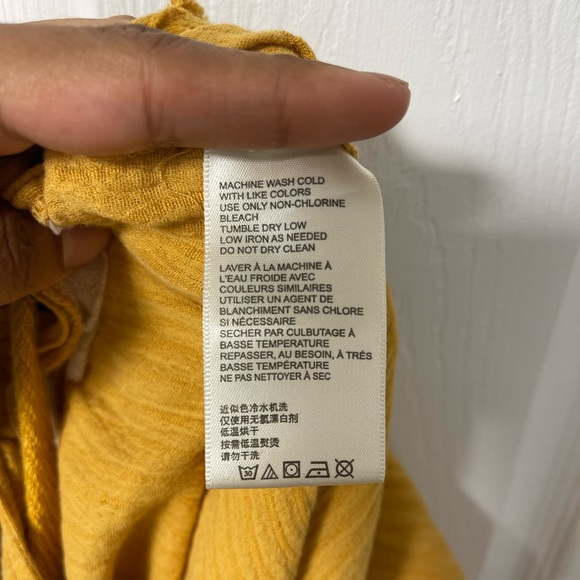 MACHINE WASH COLD
WITH LIKE COLORS
USE ONLY NON-CHLORINE
BLEACH
TUMBLE DRY LOW
LOW IRON AS NEEDED
DO NOT DRY CLEAN
LAVER À LA MACHINE À
L'EAU FROIDE AVEC
COULEURS SIMILAIRES
UTILISER UN AGENT DE
BLANCHIMENT SANS CHLORE
SI NÉCESSAIRE
SECHER PAR CULBUTAGE À
BASSE TEMPERATURE
REPASSER, AU BESOIN, À TRÉS
BASSE TEMPÉRATURE
NE PAS NETTOYER À SEC
近似色冷水机洗
仅使用无氯漂白剂
低温烘干
按需低温熨烫
请勿干洗
30